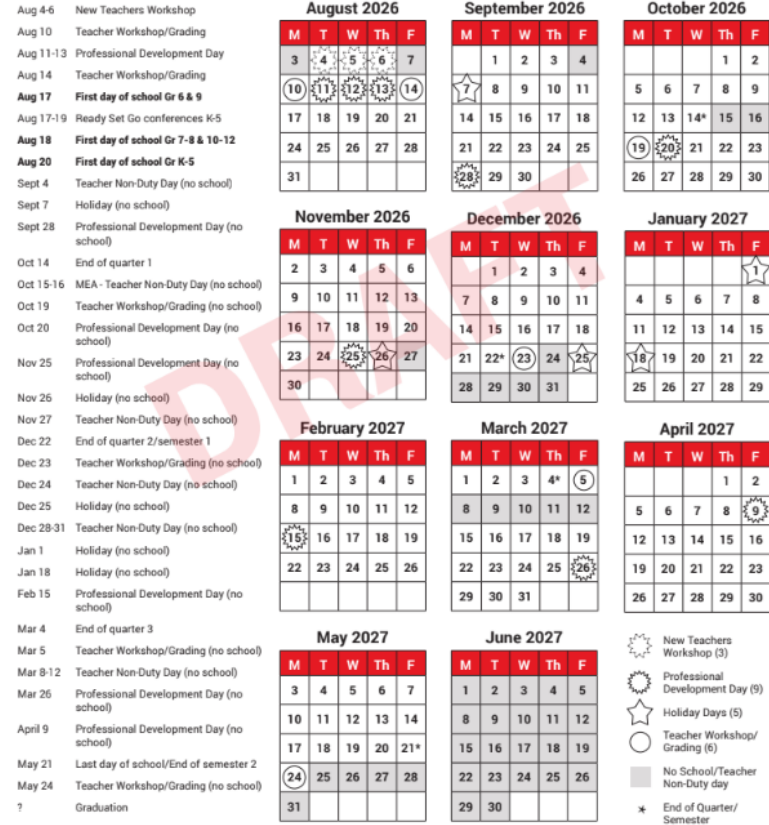 Aug 4-6 New Teachers Workshop
Aug 10 Teacher Workshop/Grading
Aug 11-13 Professional Development Day
Aug 14 Teacher Workshop/Grading
Aug 17 First day of school Gr 6 & 9
Aug 17-19 Ready Set Go conferences K-5
Aug 18 First day of school Gr 7-8 & 10-12
Aug 20 First day of school Gr K-5
Sept 4 Teacher Non-Duty Day (no school)
Sept 7 Holiday (no school)
Sept 28 Professional Development Day (no
school)
Oct 14 End of quarter 1
Oct 15-16 MEA - Teacher Non-Duty Day (no school)
Oct 19 Teacher Workshop/Grading (no school)
Oct 20 Professional Development Day (no
school)
Nov 25 Professional Development Day (no
school)
Nov 26 Holiday (no school)
Nov 27 Teacher Non-Duty Day (no school)
Dec 22 End of quarter 2/semester 1
Dec 23 Teacher Workshop/Grading (no school)
Dec 24 Teacher Non-Duty Day (no school)
Dec 25 Holiday (no school)
Dec 28-31 Teacher Non-Duty Day (no school)
Jan 1 Holiday (no school)
Jan 18 Holiday (no school)
Feb 15 Professional Development Day (no
school)
Mar 4 End of quarter 3
Mar 5 Teacher Workshop/Grading (no school)
Mar 8-12 Teacher Non-Duty Day (no school)
Mar 26 Professional Development Day (no
school)
April 9 Professional Development Day (no
school)
May 21 Last day of school/End of semester 2
May 24 Teacher Workshop/Grading (no school)
? Graduation
August 2026
M T W Th F
3 4 5 6 7
10 11 12 13 14
17 18 19 20 21
24 25 26 27 28
31
September 2026
M T W Th F
1 2 3 4
7 8 9 10 11
14 15 16 17 18
21 22 23 24 25
28 29 30
October 2026
M T W Th F
1 2
5 6 7 8 9
12 13 14* 15 16
19 20 21 22 23
26 27 28 29 30
November 2026
M T W Th F
2 3 4 5 6
9 10 11 12 13
16 17 18 19 20
23 24 25 26 27
30
December 2026
M T W Th F
1 2 3 4
7 8 9 10 11
14 15 16 17 18
21 22* 23 24 25
28 29 30 31
January 2027
M T W Th F
1
4 5 6 7 8
11 12 13 14 15
18 19 20 21 22
25 26 27 28 29
February 2027
M T W Th F
1 2 3 4 5
8 9 10 11 12
15 16 17 18 19
22 23 24 25 26
March 2027
M T W Th F
1 2 3 4* 5
8 9 10 11 12
15 16 17 18 19
22 23 24 25 26
29 30 31
April 2027
M T W Th F
1 2
5 6 7 8 9
12 13 14 15 16
19 20 21 22 23
26 27 28 29 30
May 2027
M T W Th F
3 4 5 6 7
10 11 12 13 14
17 18 19 20 21*
24 25 26 27 28
31
June 2027
M T W Th F
1 2 3 4 5
8 9 10 11 12
15 16 17 18 19
22 23 24 25 26
29 30
New Teachers
Workshop (3)
Professional
Development Day (9)
Holiday Days (5)
Teacher Workshop/
Grading (6)
No School/Teacher
Non-Duty day
* End of Quarter/
Semester
DRAFT